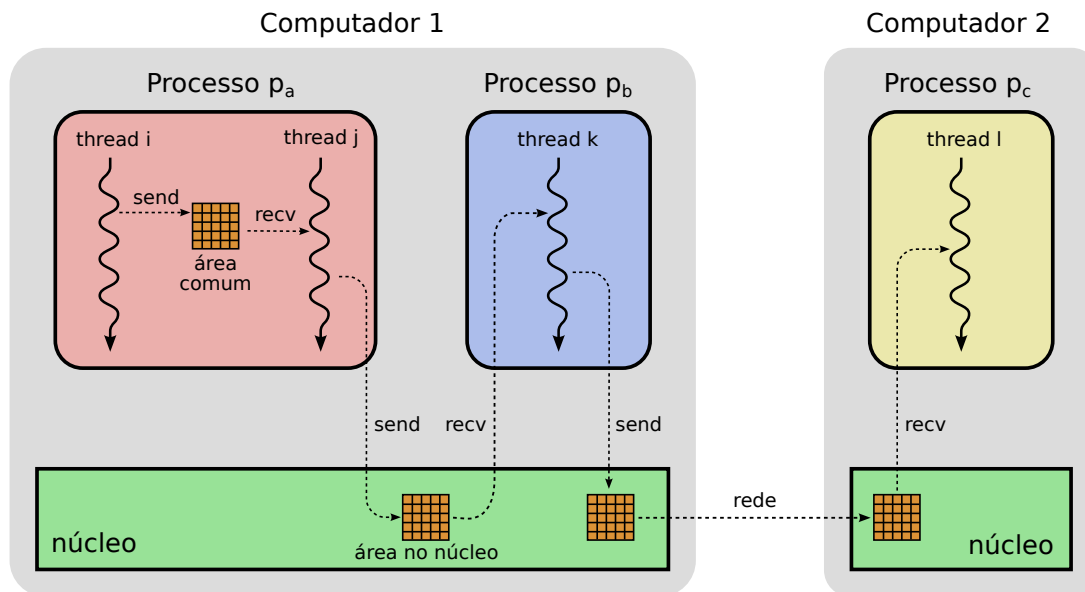 Computador 1
Computador 2
Processo pa
Processo pb
Processo pc
thread i
thread j
thread k
thread l
send
recv
área
comum
send
recv
send
recv
rede
núcleo
área no núcleo
núcleo